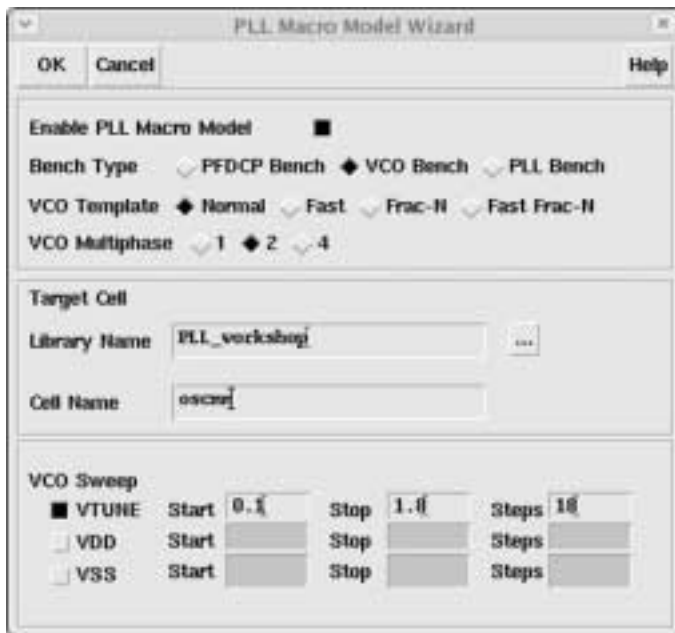 PLL Macro Model Wizard
OK Cancel Help
Enable PLL Macro Model
Bench Type PFDCP Bench VCO Bench PLL Bench
VCO Template Normal Fast Frac-N Fast Frac-N
VCO Multiphase 1 2 4
Target Cell
Library Name PLL_workshop ...
Cell Name
VCO Sweep
VTUNE Start 0.1 Stop 1.8 Steps 18
VDD Start Stop Steps
VSS Start Stop Steps